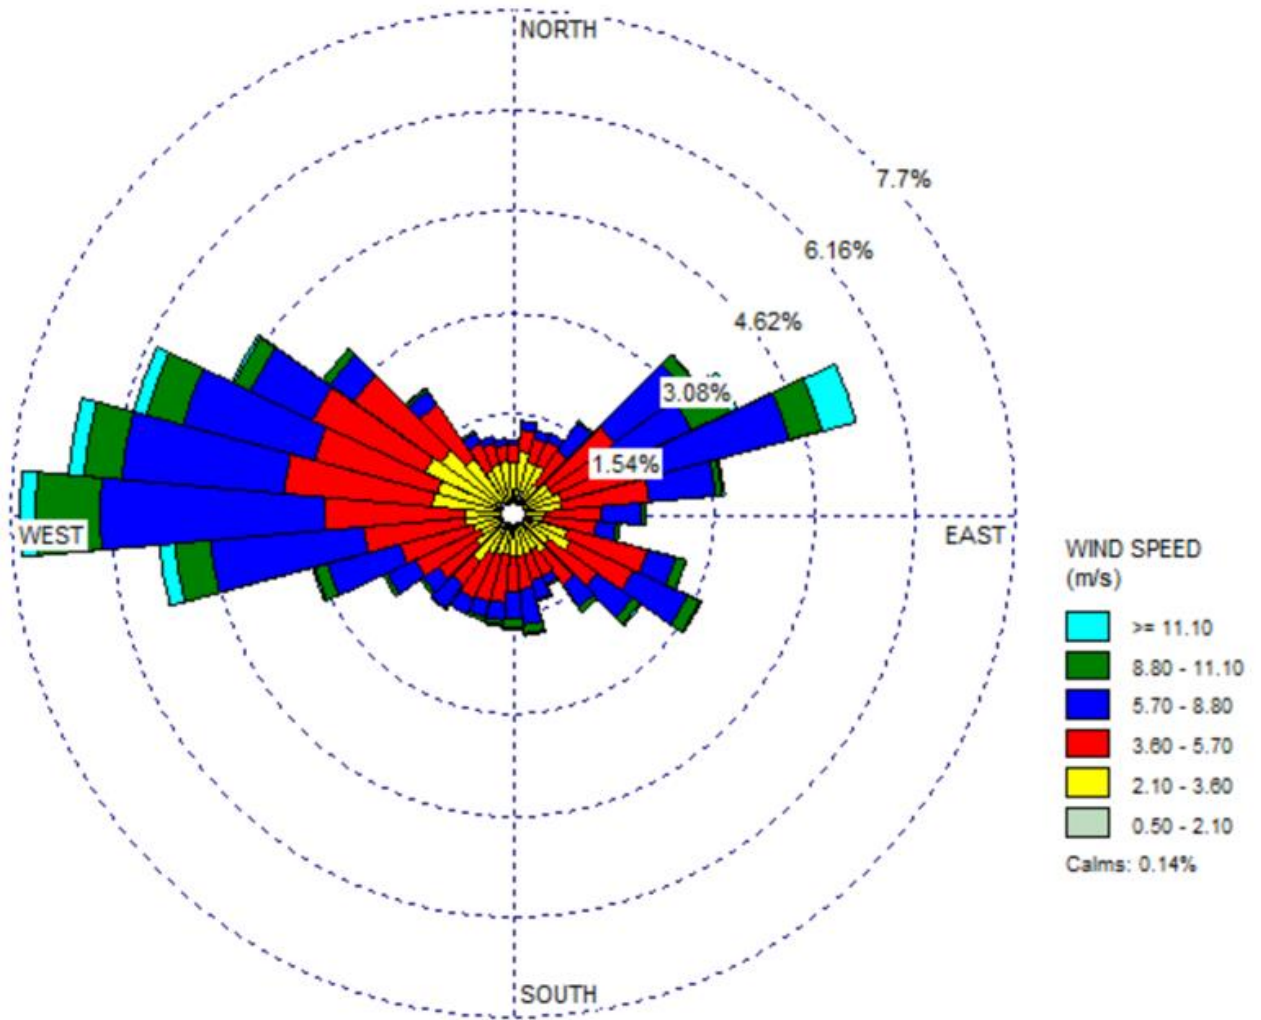 NORTH
7.7%
6.16%
4.62%
3.08%
1.54%
WEST
EAST
SOUTH
WIND SPEED
(m/s)
>= 11.10
8.80 - 11.10
5.70 - 8.80
3.60 - 5.70
2.10 - 3.60
0.50 - 2.10
Calms: 0.14%